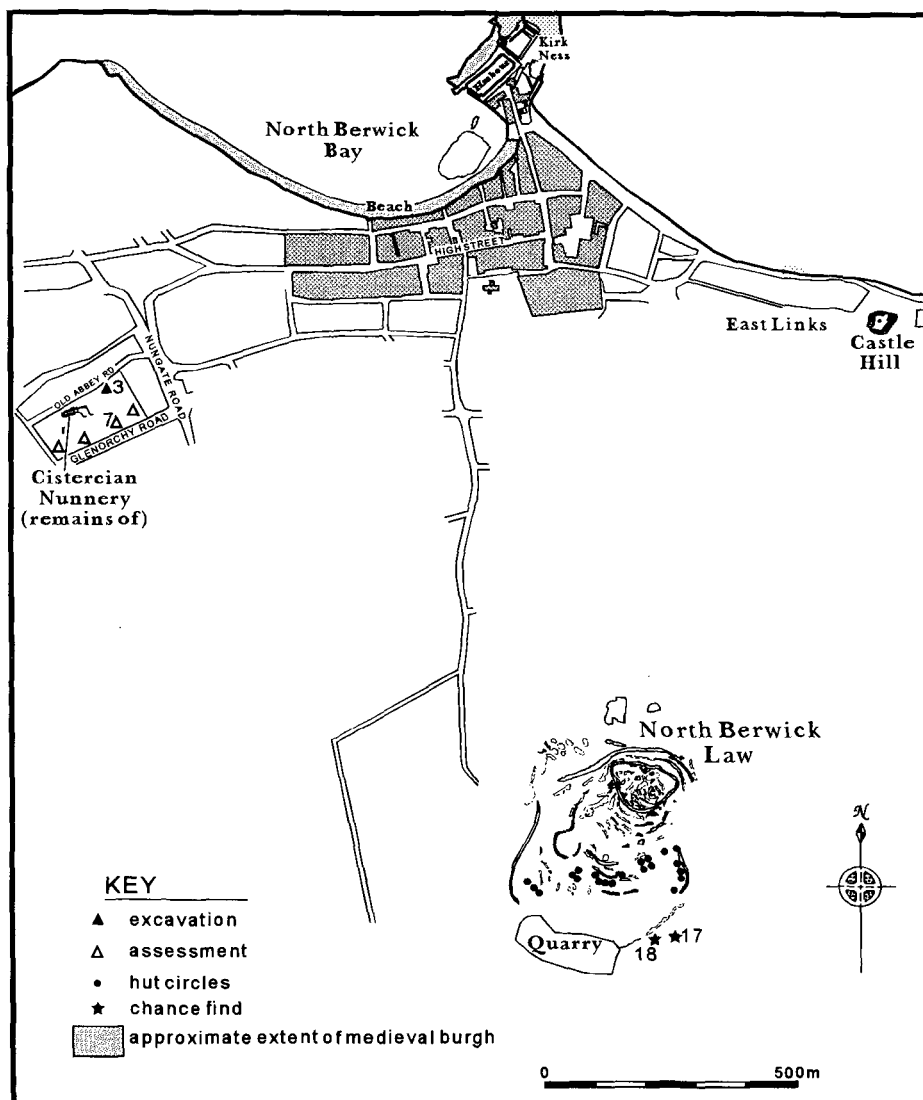 Kirk
Ness
Harbour
North Berwick
Bay
Beach
HIGH STREET
East Links
Castle
Hill
NUNGATE ROAD
OLD ABBEY RD
3
7
GLENORCHY ROAD
Cistercian
Nunnery
(remains of)
North Berwick
Law
N
Quarry
18
17
KEY
excavation
assessment
hut circles
chance find
approximate extent of medieval burgh
0
500m